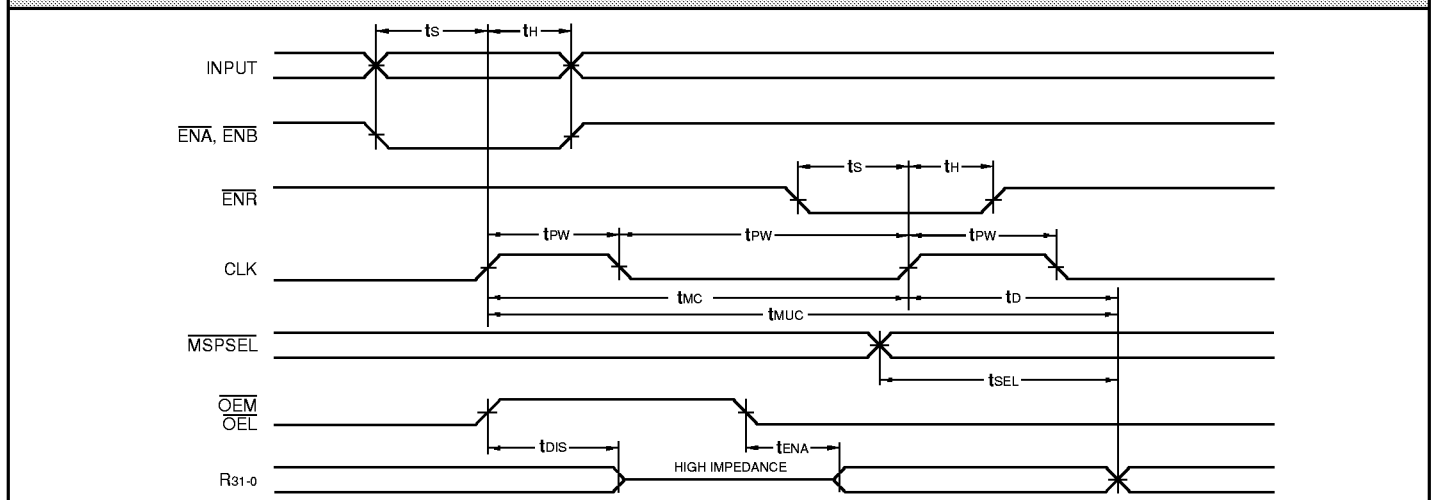 tS tH
INPUT
ENA, ENB
tS tH
ENR
tPW tPW tPW
CLK
tMC tD
tMUC
MSPSEL
tSEL
OEM
OEL
tDIS tENA
HIGH IMPEDANCE
R31-0